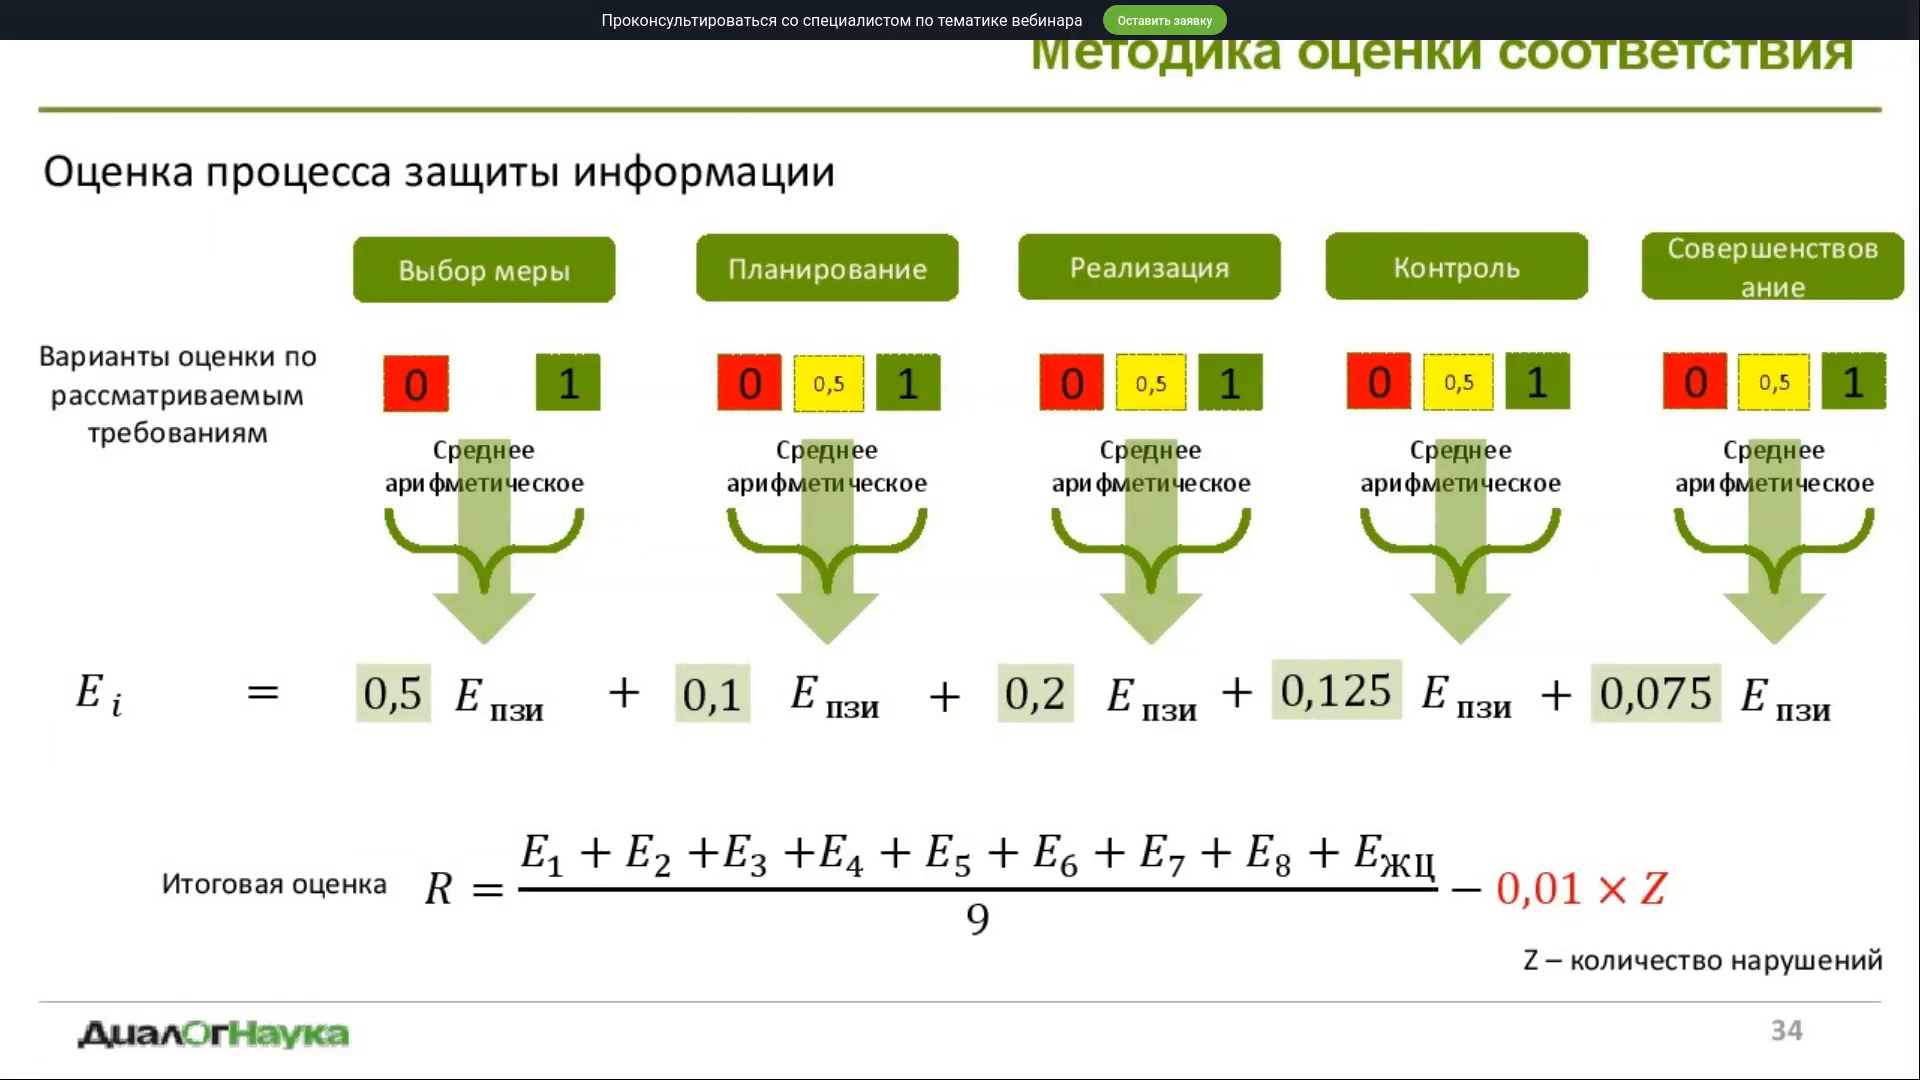 Проконсультироваться со специалистом по тематике вебинара Оставить заявку
Методика оценки соответствия
Оценка процесса защиты информации
Выбор меры Планирование Реализация Контроль Совершенствов
ание
Варианты оценки по
рассматриваемым
требованиям
0 1 0 0,5 1 0 0,5 1 0 0,5 1 0 0,5 1
Среднее Среднее Среднее Среднее Среднее
арифметическое арифметическое арифметическое арифметическое арифметическое
E i = 0,5 E пзи + 0,1 E пзи + 0,2 E пзи + 0,125 E пзи + 0,075 E пзи
E1 + E2 +E3 +E4 + E5 + E6 + E7 + E8 + EЖЦ
Итоговая оценка R = − 0,01 × Z
9
Z – количество нарушений
ДиалОгНаука
34